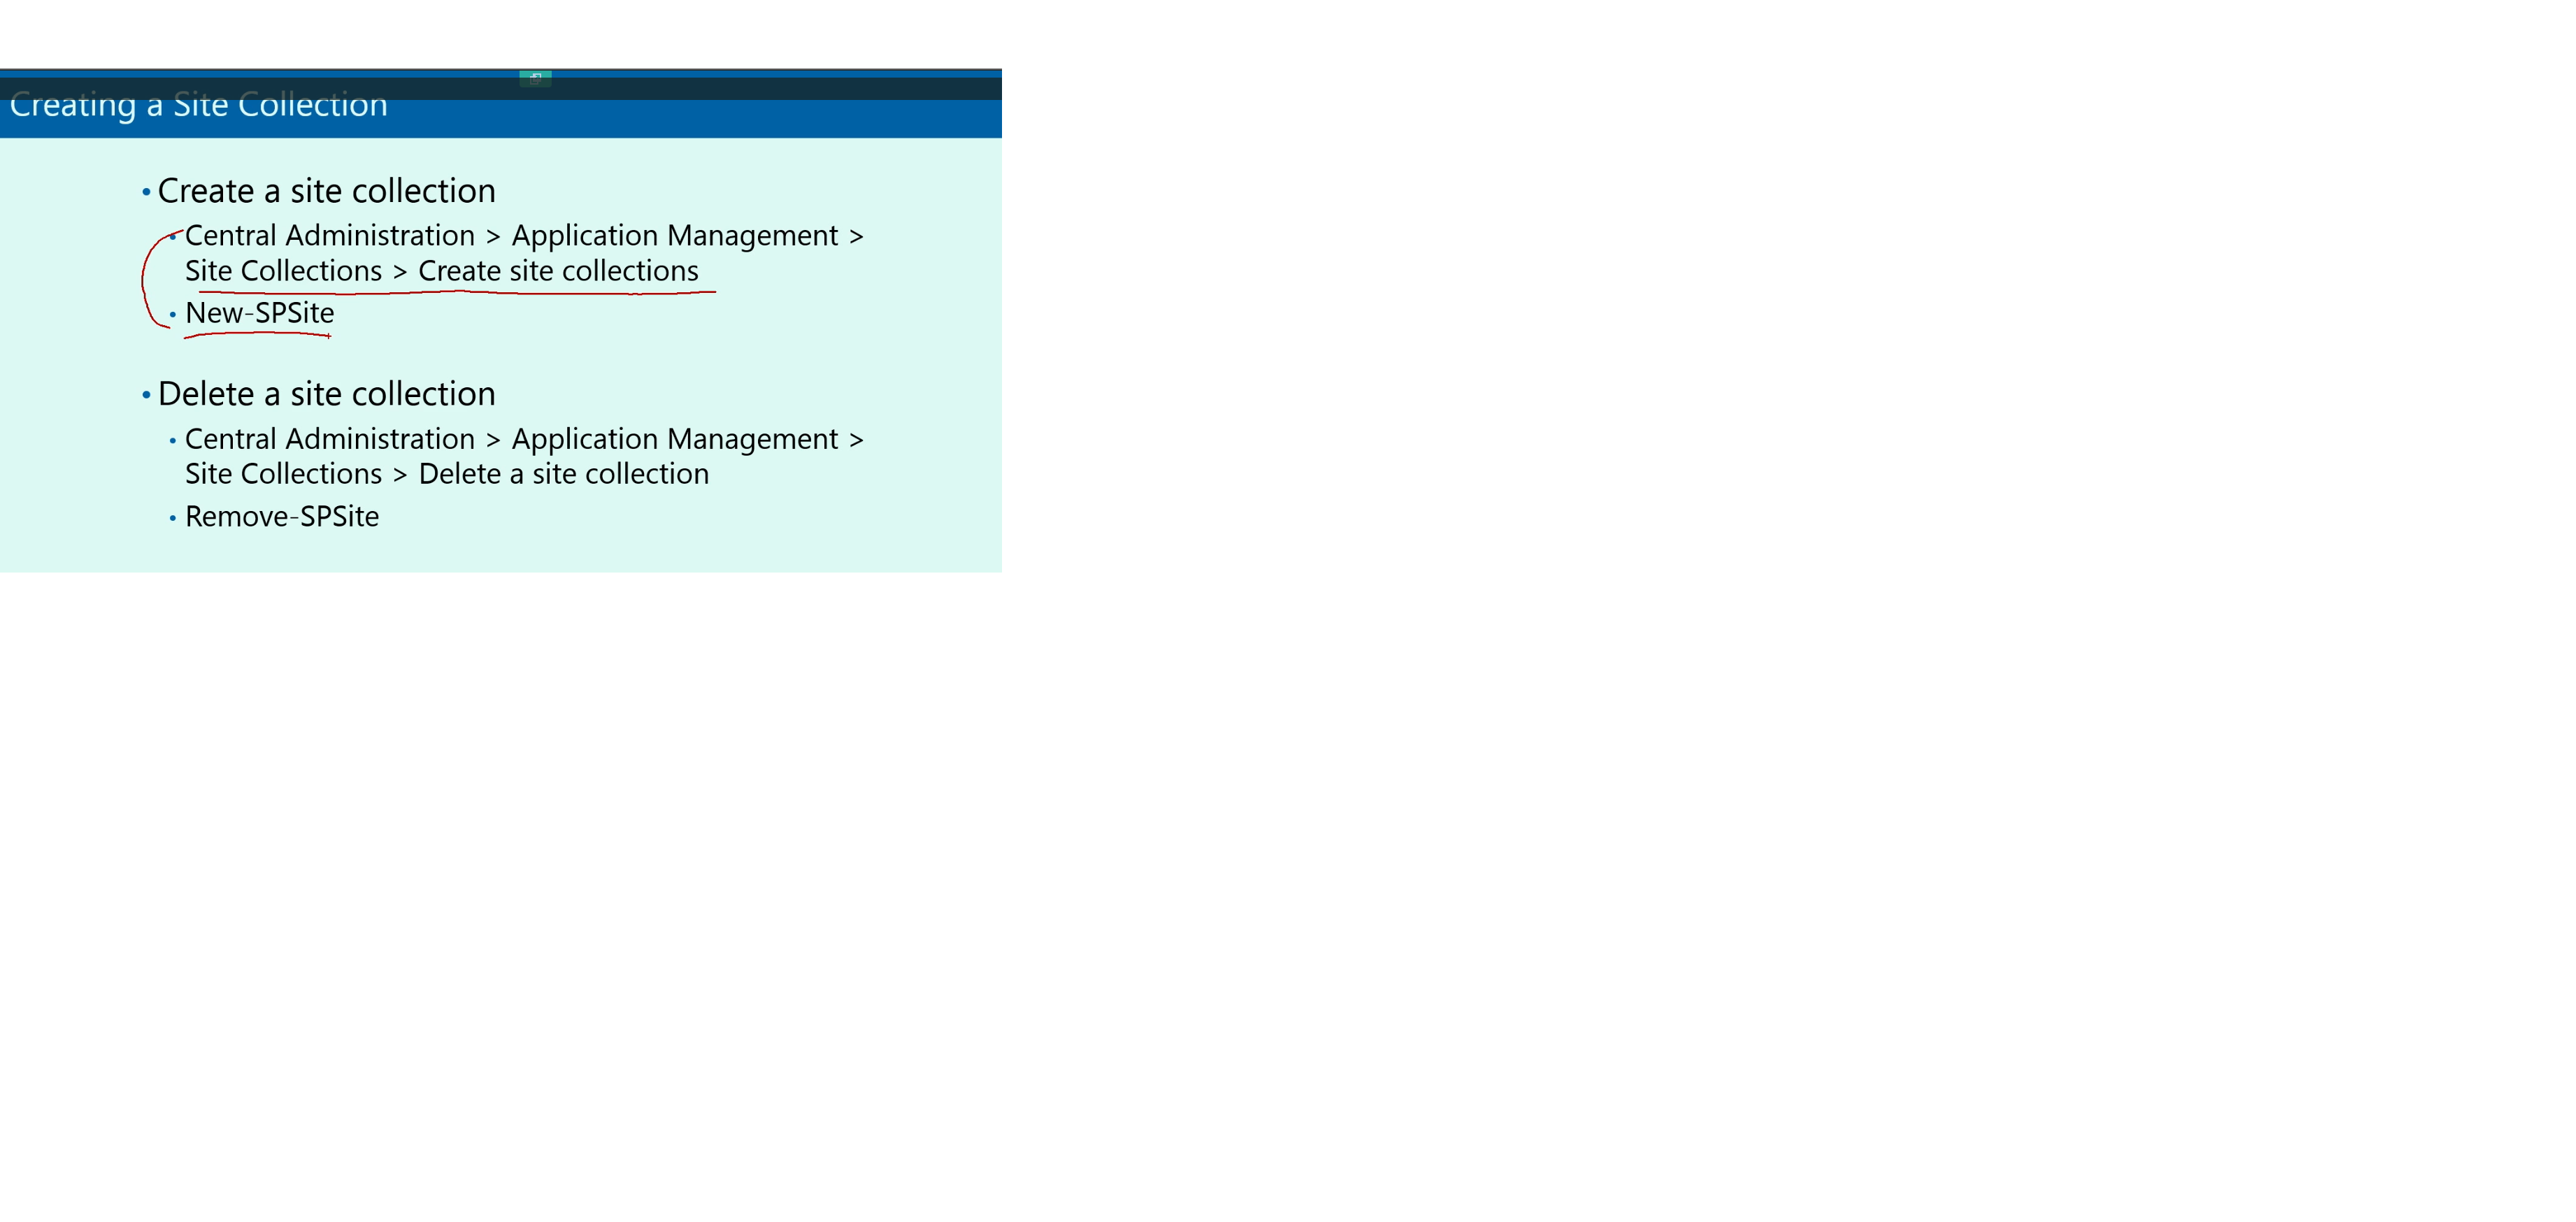 Creating a Site Collection
• Create a site collection
• Central Administration > Application Management >
Site Collections > Create site collections
• New-SPSite
• Delete a site collection
• Central Administration > Application Management >
Site Collections > Delete a site collection
• Remove-SPSite